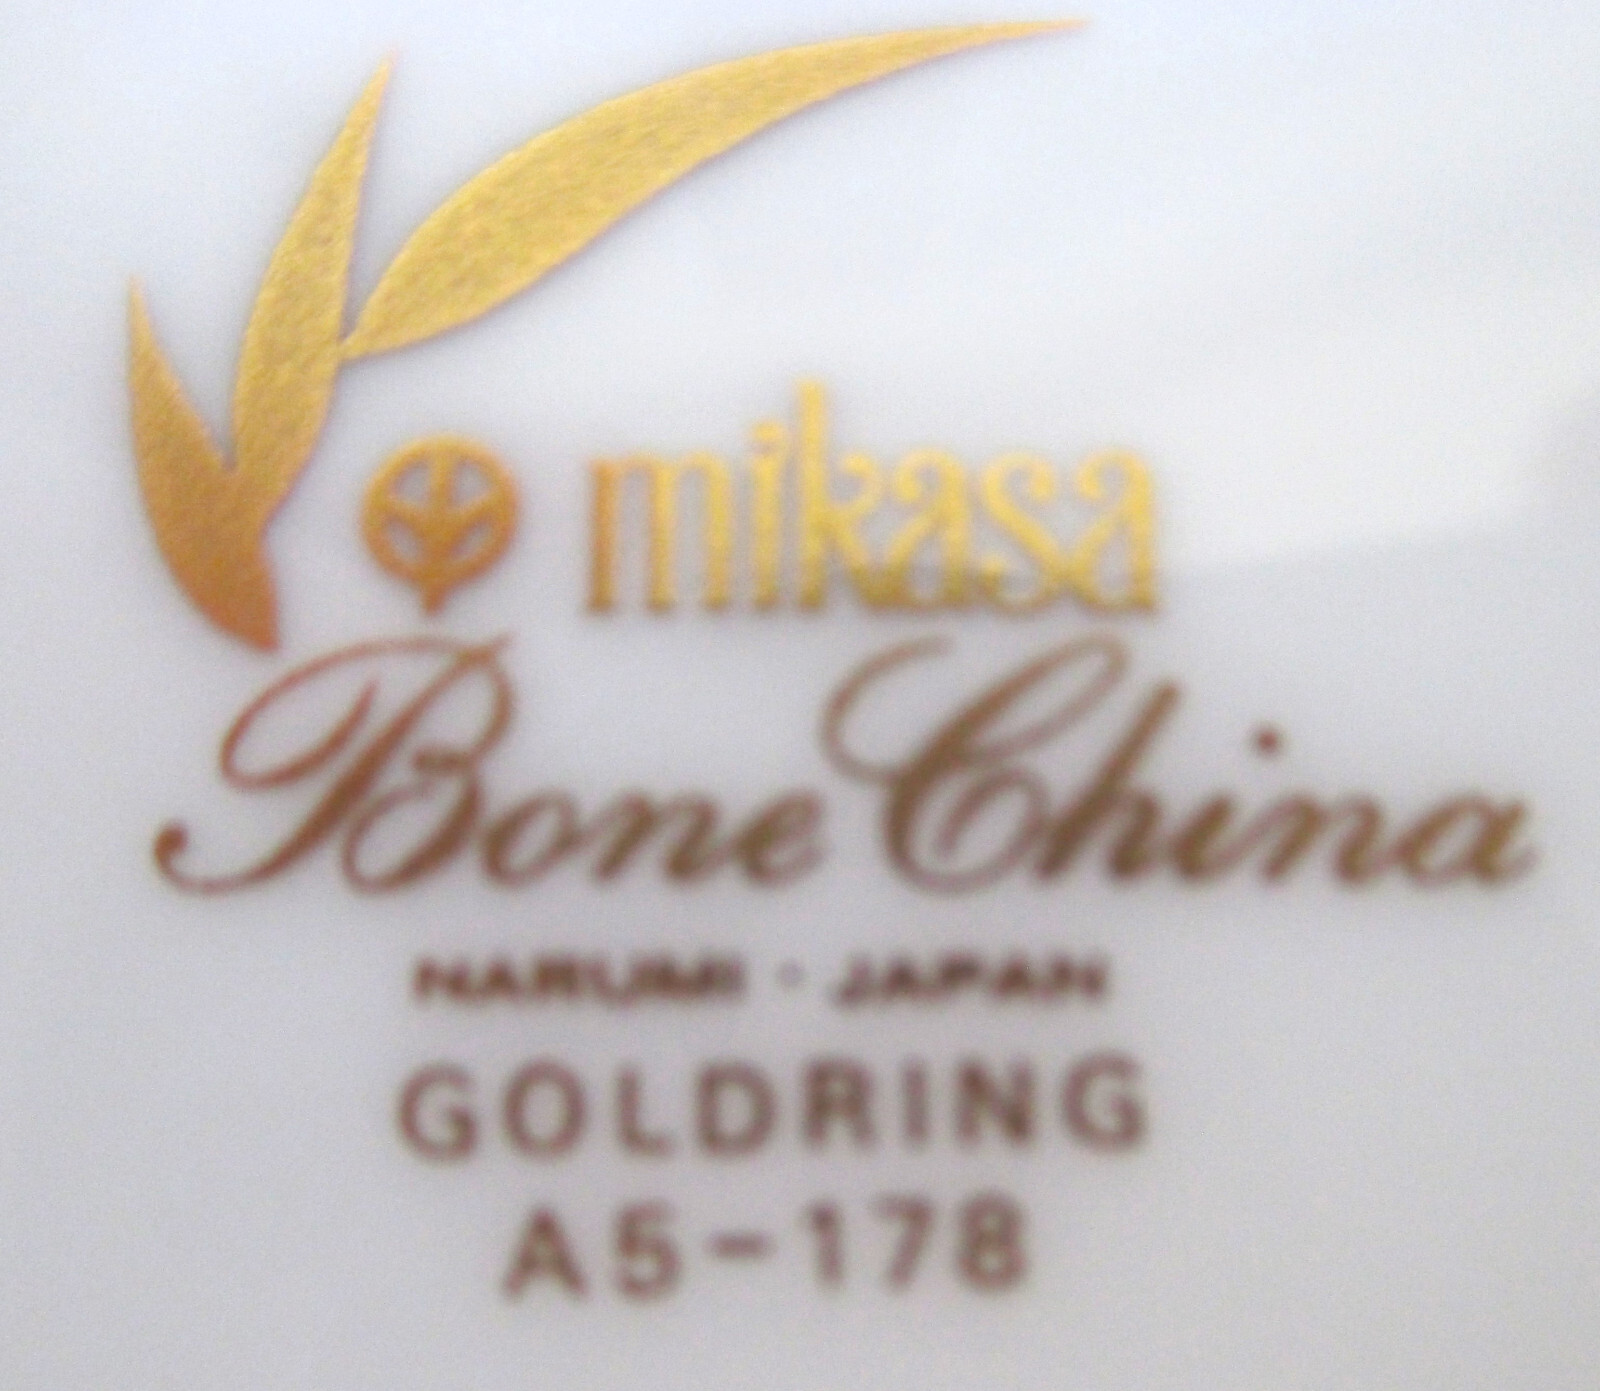 mikasa
Bone China
NARUMI · JAPAN
GOLDRING
A5-178